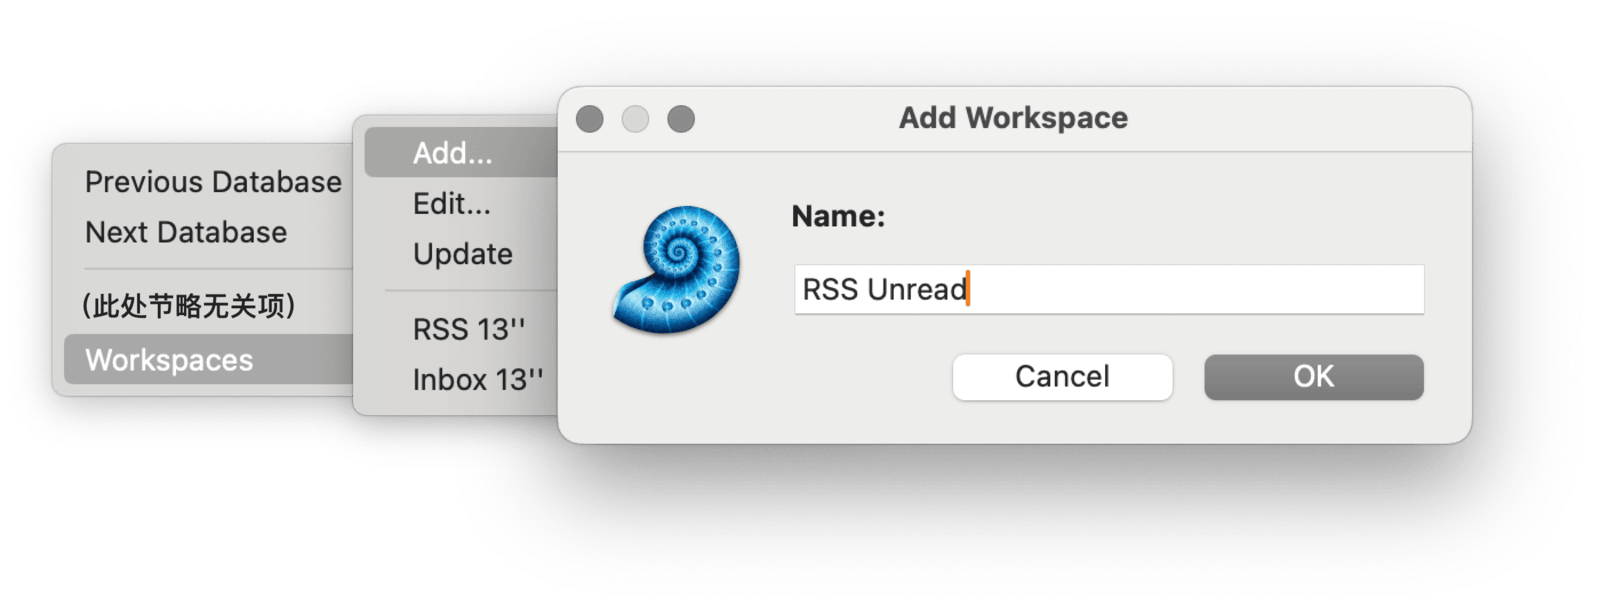 Previous Database
Next Database
(此处节略无关项)
Workspaces
Add...
Edit...
Update
RSS 13''
Inbox 13''
Add Workspace
Name:
RSS Unread
Cancel
OK